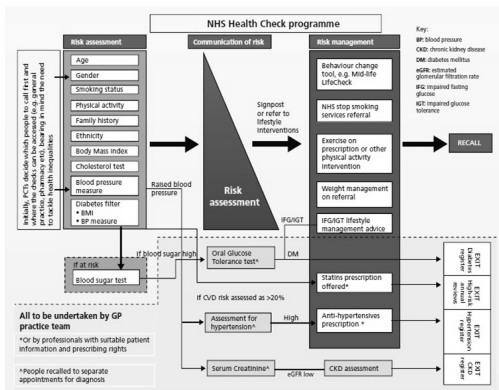 NHS Health Check programme
Risk assessment
Communication of risk
Risk management
Key:
BP: blood pressure
CKD: chronic kidney disease
DM: diabetes mellitus
eGFR: estimated
glomerular filtration rate
IFG: Impaired fasting
glucose
IGT: Impaired glucose
tolerance
Initially, PCTs decide which people to call first and
where the checks can be accessed (e.g. general
practice, pharmacy etc), bearing in mind the need
to tackle health inequalities
Age
Gender
Smoking status
Physical activity
Family history
Ethnicity
Body Mass Index
Cholesterol test
Blood pressure
measure
Diabetes filter
• BMI
• BP measure
Raised blood
pressure
Risk
assessment
Signpost
or refer to
lifestyle
interventions
Behaviour change
tool, e.g. Mid-life
LifeCheck
NHS stop smoking
services referral
Exercise on
prescription or other
physical activity
intervention
Weight management
on referral
IFG/IGT lifestyle
management advice
RECALL
IFG/IGT
If at risk
Blood sugar test
If blood sugar high
Oral Glucose
Tolerance test^
DM
EXIT
Diabetes
register
Statins prescription
offered*
EXIT
High-risk
annual
reviews
If CVD risk assessed as >20%
Assessment for
hypertension^
High
Anti-hypertensives
prescription *
EXIT
Hypertension
register
Serum Creatinine^
eGFR low
CKD assessment
EXIT
CKD
register
All to be undertaken by GP
practice team
*Or by professionals with suitable patient
information and prescribing rights
^People recalled to separate
appointments for diagnosis